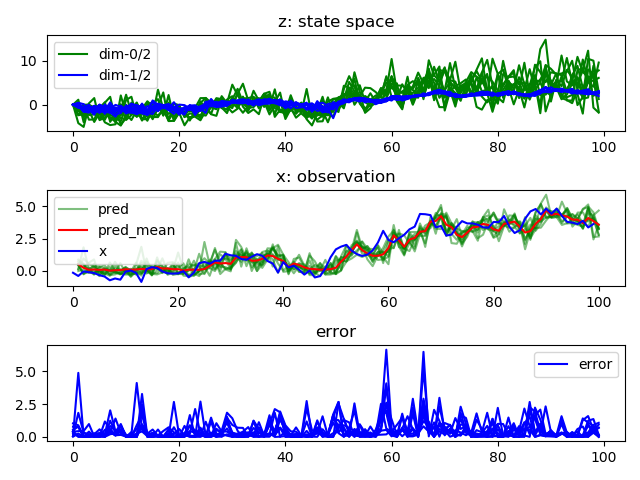 z: state space
dim-0/2
dim-1/2
10
0
0 20 40 60 80 100
x: observation
pred
pred_mean
x
5.0
2.5
0.0
0 20 40 60 80 100
error
error
5.0
2.5
0.0
0 20 40 60 80 100